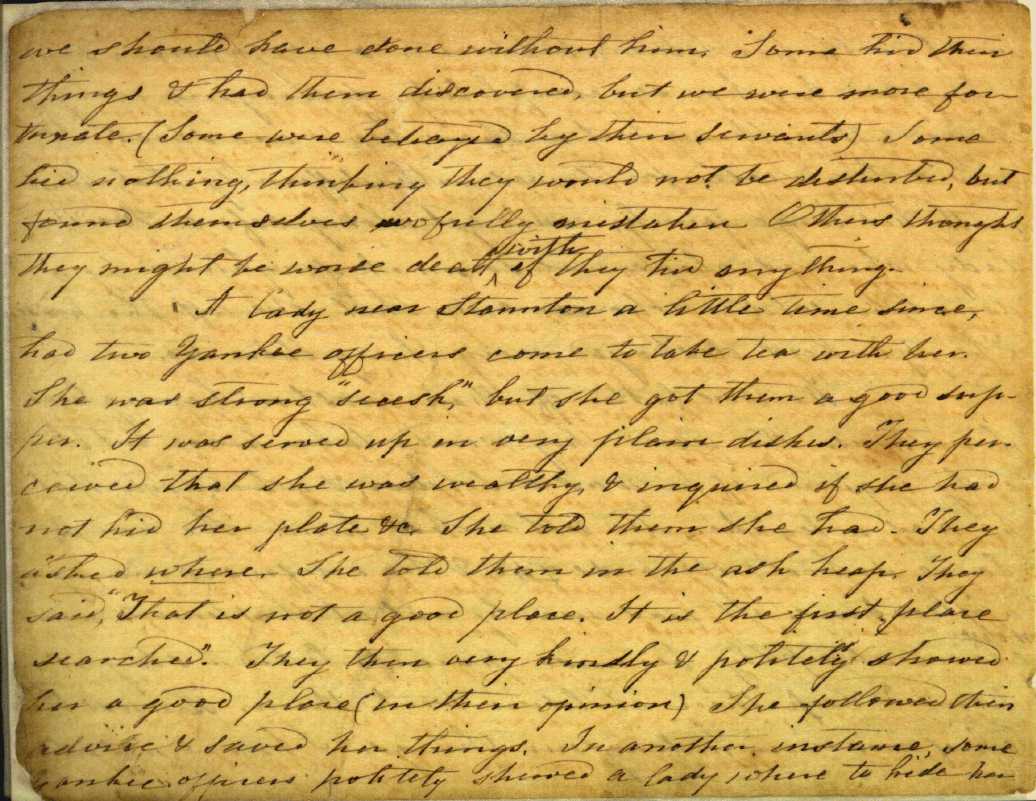 we should have done without him. Some hid their
things & had them discovered, but we were more for
tunate. (Some were betrayed by their servants) Some
hid nothing, thinking they would not be disturbed, but
found themselves wofully mistaken Others thought
they might be worse dealt with if they hid anything.
A lady near Staunton a little time since,
had two Yankee officers come to take tea with her.
She was strong "secesh", but she got them a good sup-
per. It was served up in very plain dishes. They per-
ceived that she was wealthy, & inquired if she had
not hid her plate &c. She told them she had. They
asked where. She told them in the ash heap. They
said, "That is not a good place. It is the first place
searched". They then very kindly & politely showed
her a good place (in their opinion) She followed their
advice & saved her things. In another instance, some
Yankee officers politely showed a lady where to hide her